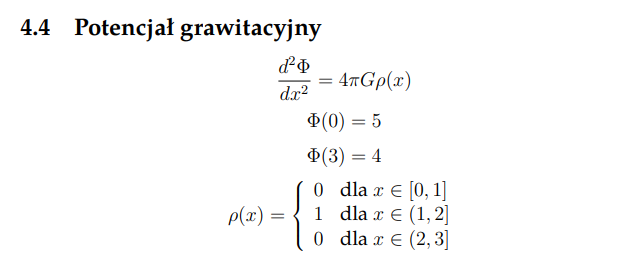 4.4 Potencjał grawitacyjny
d²Φ/dx² = 4πGρ(x)
Φ(0) = 5
Φ(3) = 4
ρ(x) = { 0 dla x ∈ [0, 1]
1 dla x ∈ (1, 2]
0 dla x ∈ (2, 3]